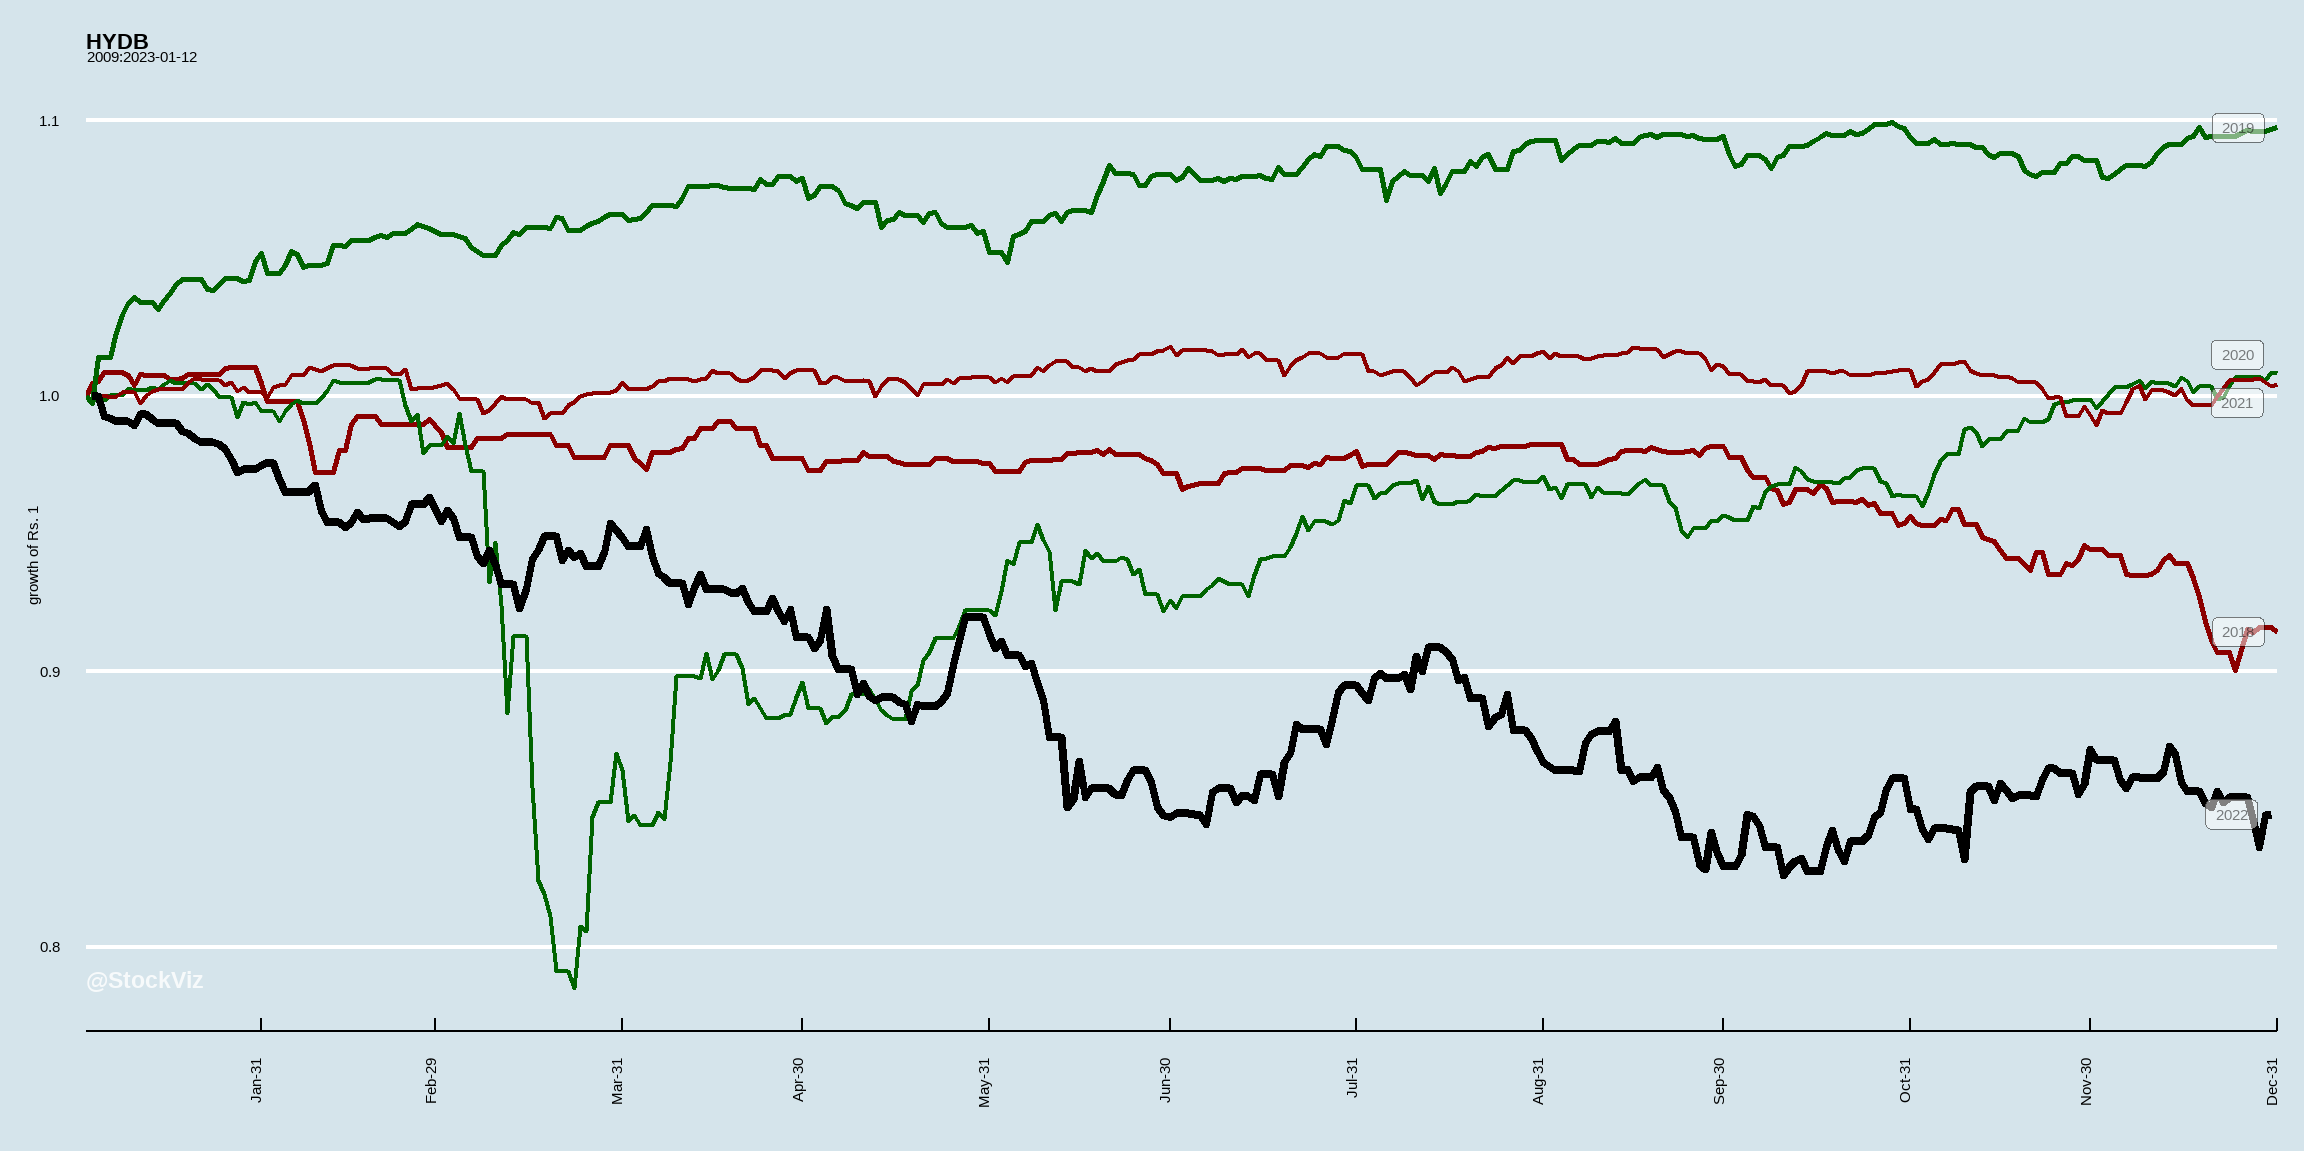 HYDB
2009:2023-01-12
growth of Rs. 1
1.1
1.0
0.9
0.8
2019
2020
2021
2018
2022
@StockViz
Jan-31
Feb-29
Mar-31
Apr-30
May-31
Jun-30
Jul-31
Aug-31
Sep-30
Oct-31
Nov-30
Dec-31